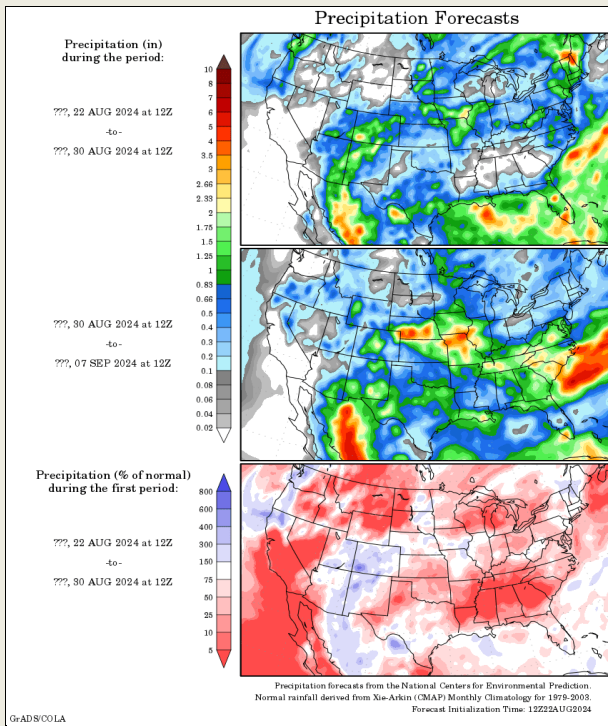 Precipitation Forecasts
Precipitation (in)
during the period:
???, 22 AUG 2024 at 12Z
-to-
???, 30 AUG 2024 at 12Z
10
8
7
6
5
4
3.5
3
2.66
2.33
2
1.75
1.5
1.25
1
0.83
0.66
0.5
0.4
0.3
0.2
0.1
0.08
0.06
0.04
0.02
???, 30 AUG 2024 at 12Z
-to-
???, 07 SEP 2024 at 12Z
Precipitation (% of normal)
during the first period:
???, 22 AUG 2024 at 12Z
-to-
???, 30 AUG 2024 at 12Z
800
600
400
300
150
75
50
25
10
5
Precipitation forecasts from the National Centers for Environmental Prediction.
Normal rainfall derived from Xie-Arkin (CMAP) Monthly Climatology for 1979-2003.
Forecast Initialization Time: 12Z22AUG2024
GrADS/COLA